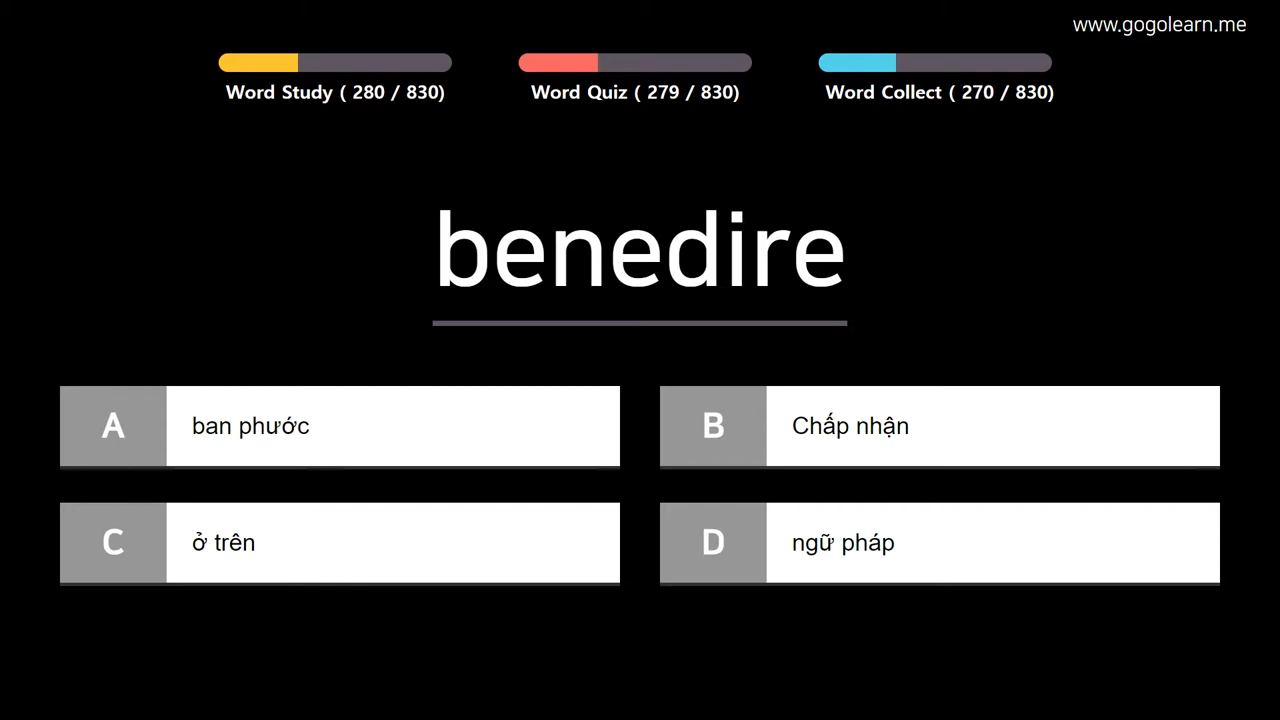 www.gogolearn.me
Word Study ( 280 / 830)
Word Quiz ( 279 / 830)
Word Collect ( 270 / 830)
benedire
A ban phước
B Chấp nhận
C ở trên
D ngữ pháp